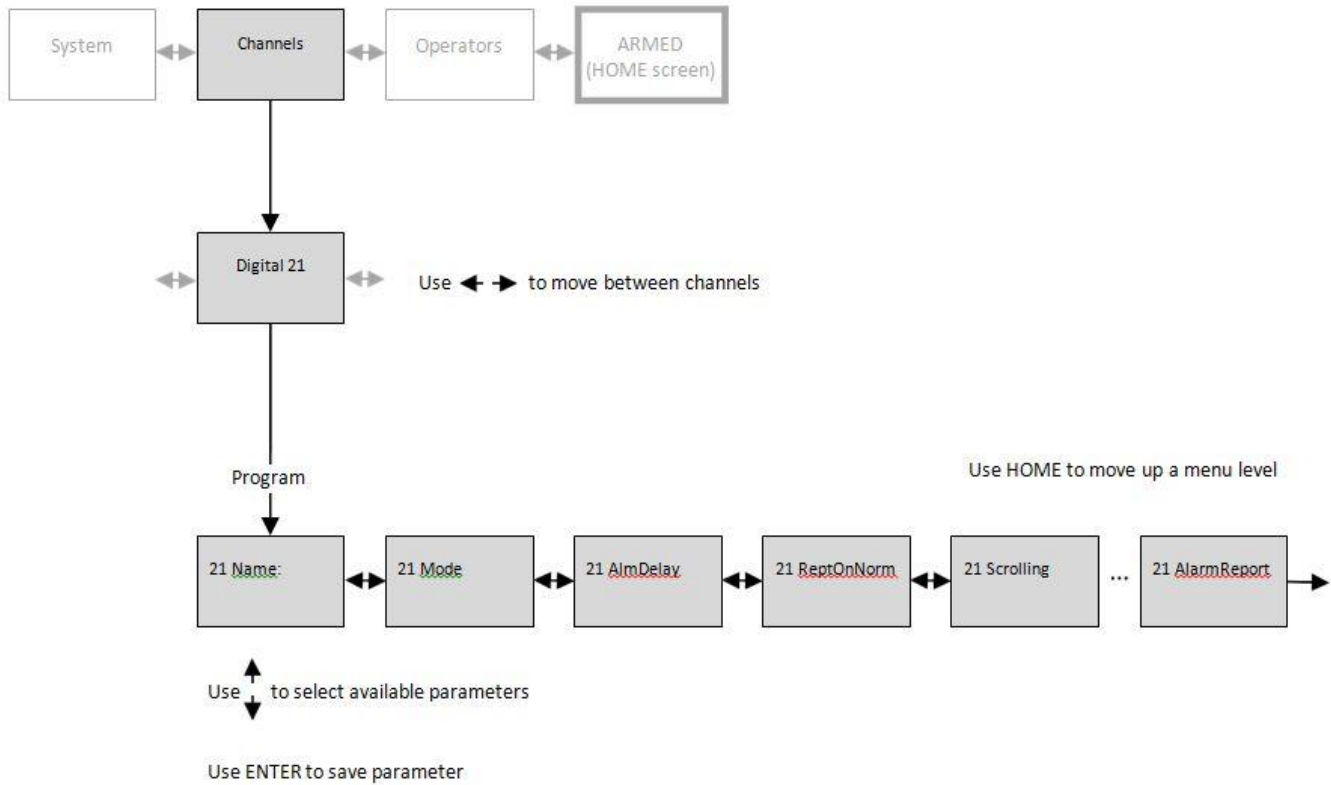 System
Channels
Operators
ARMED
(HOME screen)
Digital 21
Use to move between channels
Program
Use HOME to move up a menu level
21 Name:
21 Mode
21 AlmDelay
21 ReptOnNorm
21 Scrolling
...
21 AlarmReport
Use to select available parameters
Use ENTER to save parameter